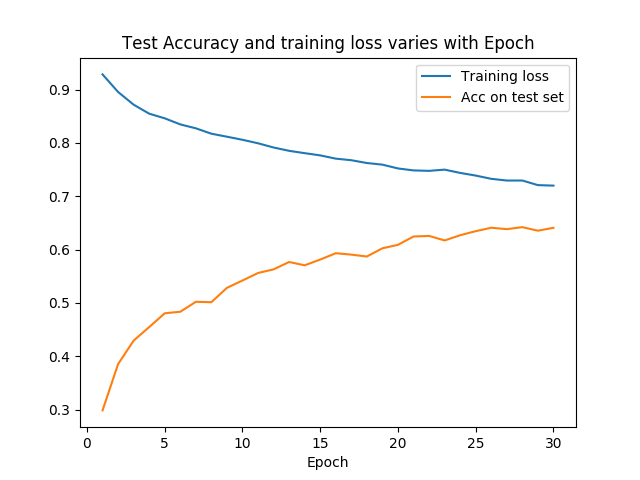 Test Accuracy and training loss varies with Epoch
Training loss
Acc on test set
0.9
0.8
0.7
0.6
0.5
0.4
0.3
0 5 10 15 20 25 30
Epoch